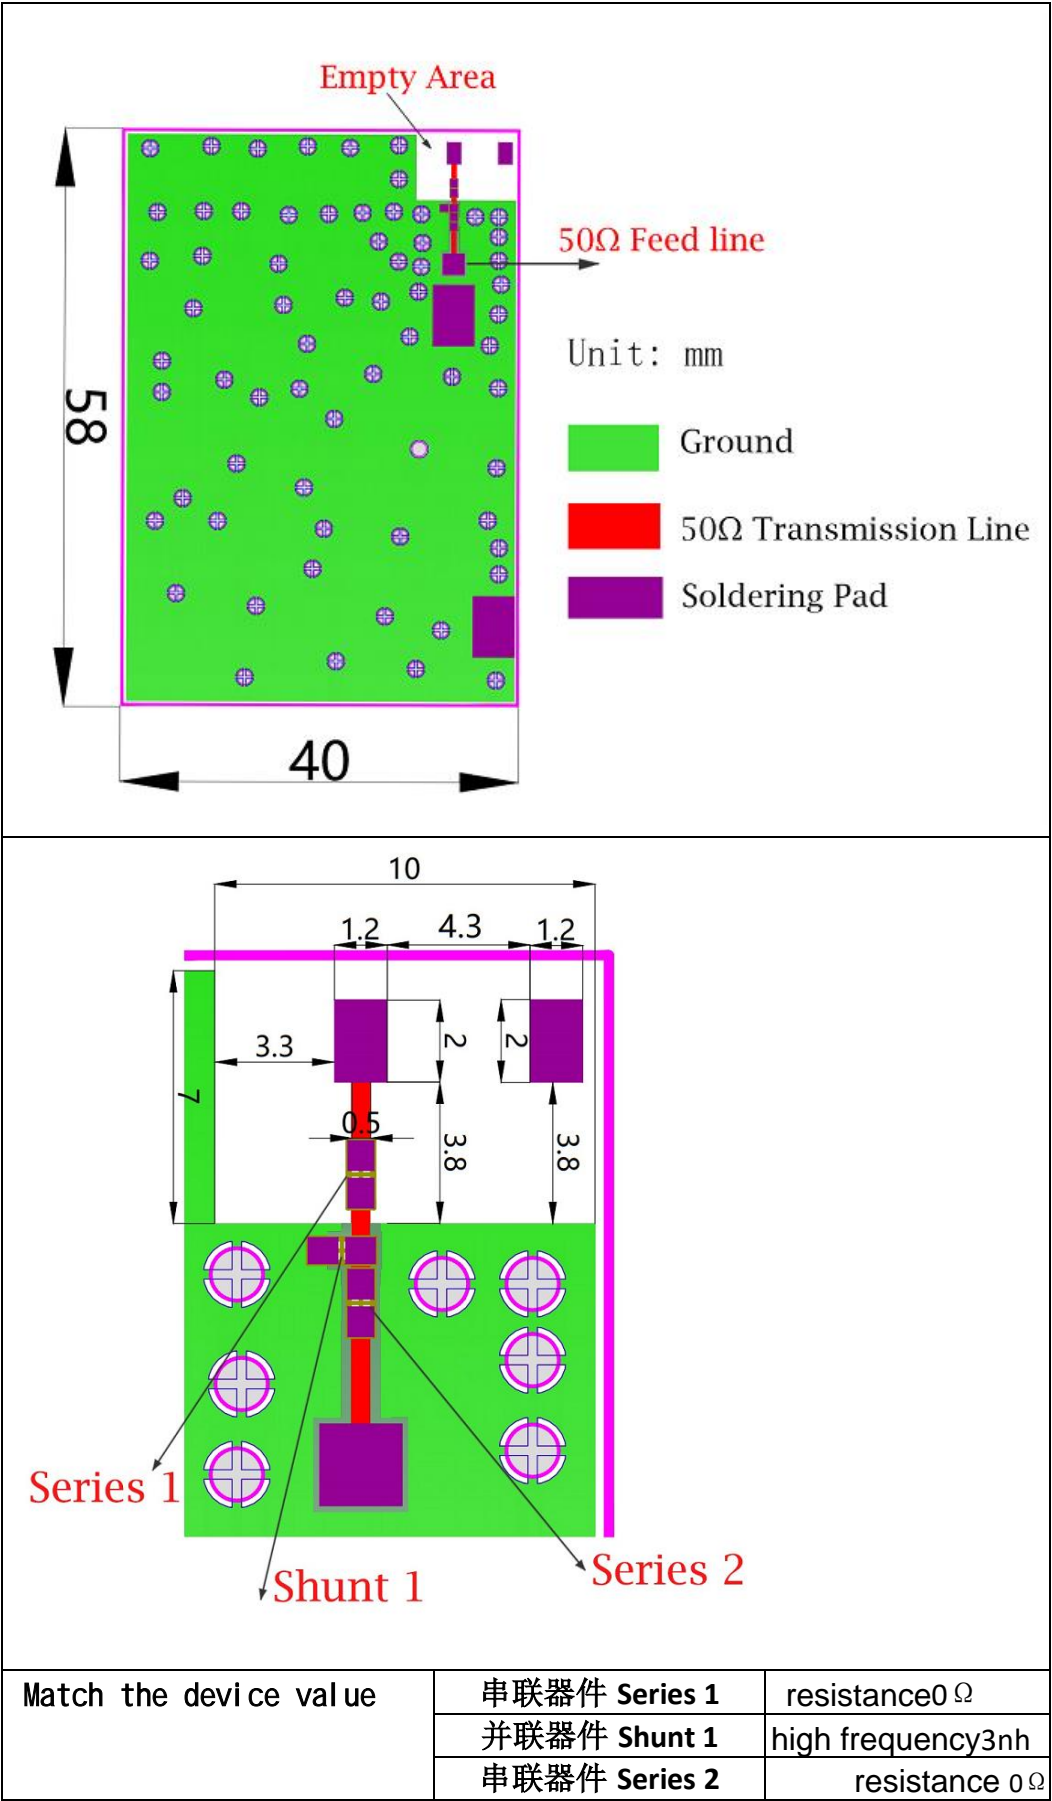 Empty Area
50Ω Feed line
Unit: mm
58
Ground
50Ω Transmission Line
Soldering Pad
40
10
1.2
4.3
1.2
3.3
2
2
7
0.5
3.8
3.8
Series 1
Shunt 1
Series 2
Match the device value
串联器件 Series 1
resistance0Ω
并联器件 Shunt 1
high frequency3nh
串联器件 Series 2
resistance 0Ω